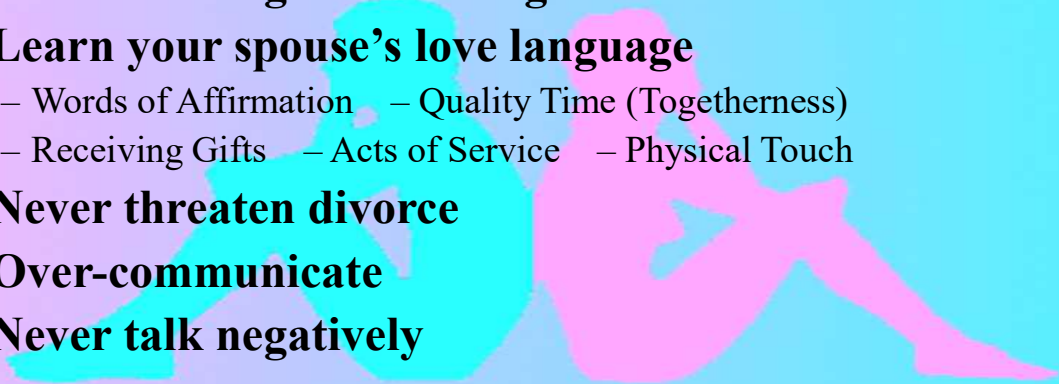 Learn your spouse’s love language
– Words of Affirmation – Quality Time (Togetherness)
– Receiving Gifts – Acts of Service – Physical Touch
Never threaten divorce
Over-communicate
Never talk negatively